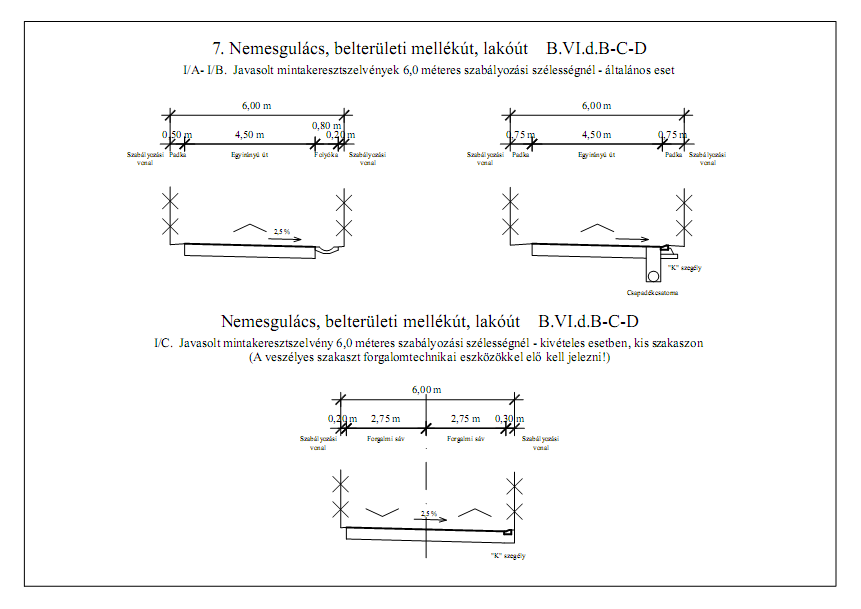 7. Nemesgulács, belterületi mellékút, lakóút B.VI.d.B-C-D
I/A- I/B. Javasolt mintakeresztszelvények 6,0 méteres szabályozási szélességnél - általános eset
6,00 m
0,80 m
0,50 m 4,50 m 0,20 m
Szabályozási vonal Padka Egyirányú út Folyóka Szabályozási vonal
2,5 %
6,00 m
0,75 m 4,50 m 0,75 m
Szabályozási vonal Padka Egyirányú út Padka Szabályozási vonal
"K" szegély
Csapadékcsatorna
Nemesgulács, belterületi mellékút, lakóút B.VI.d.B-C-D
I/C. Javasolt mintakeresztszelvény 6,0 méteres szabályozási szélességnél - kivételes esetben, kis szakaszon
(A veszélyes szakaszt forgalomtechnikai eszközökkel elő kell jelezni!)
6,00 m
0,20 m 2,75 m 2,75 m 0,30 m
Szabályozási vonal Forgalmi sáv Forgalmi sáv Szabályozási vonal
2,5 %
"K" szegély